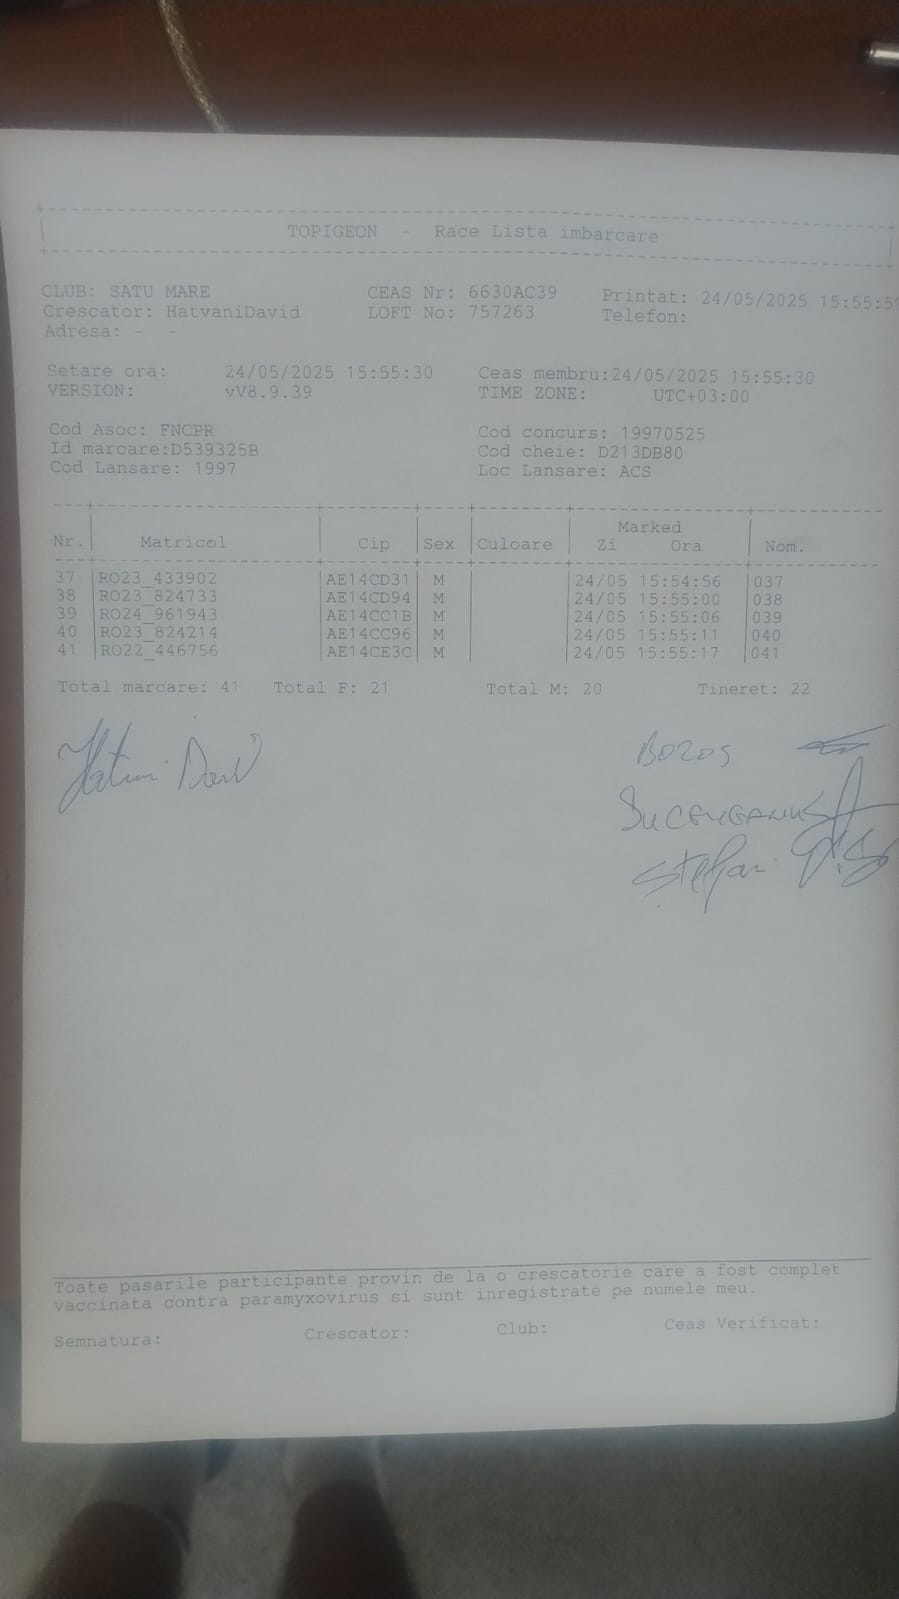 TOPIGEON - Race Lista imbarcare
CLUB: SATU MARE CEAS Nr: 6630AC39 Printat: 24/05/2025 15:55:59
Crescator: HatvaniDavid LOFT No: 757263 Telefon:
Adresa: - -
Setare ora: 24/05/2025 15:55:30 Ceas membru:24/05/2025 15:55:30
VERSION: vV8.9.39 TIME ZONE: UTC+03:00
Cod Asoc: FNCPR Cod concurs: 19970525
Id marcare:D539325B Cod cheie: D213DB80
Cod Lansare: 1997 Loc Lansare: ACS
Marked
Nr. Matricol Cip Sex Culoare Zi Ora Nom.
37 RO23_433902 AE14CD31 M 24/05 15:54:56 037
38 RO23_824733 AE14CD94 M 24/05 15:55:00 038
39 RO24_961943 AE14CC1B M 24/05 15:55:06 039
40 RO23_824214 AE14CC96 M 24/05 15:55:11 040
41 RO22_446756 AE14CE3C M 24/05 15:55:17 041
Total marcare: 41 Total F: 21 Total M: 20 Tineret: 22
Stefan
Toate pasarile participante provin de la o crescatorie care a fost complet
vaccinata contra paramyxovirus si sunt inregistrate pe numele meu.
Semnatura: Crescator: Club: Ceas Verificat: